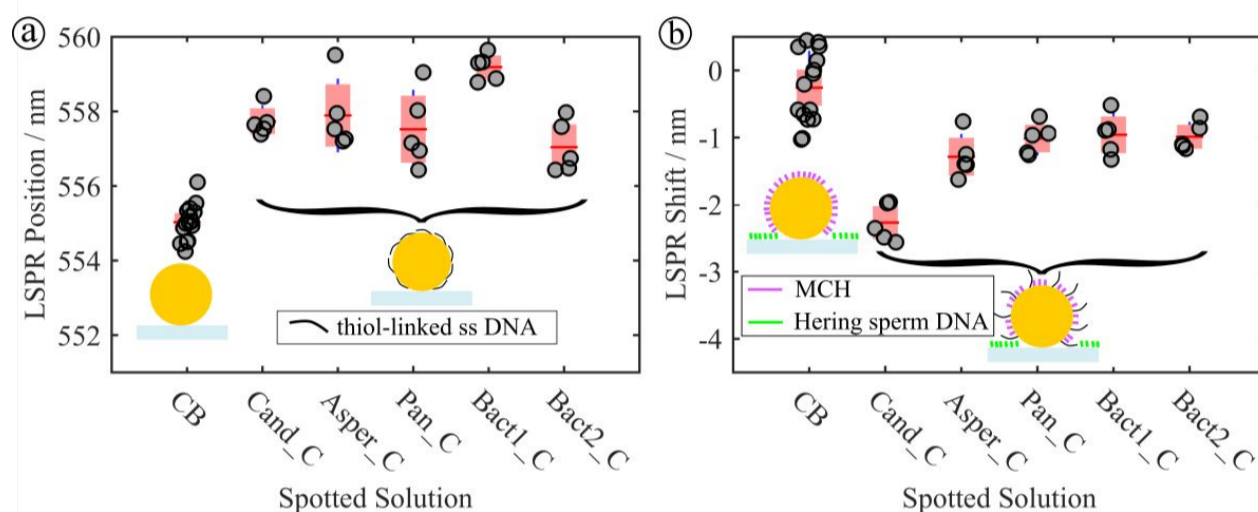 a
LSPR Position / nm
560
558
556
554
552
thiol-linked ss DNA
CB
Cand_C
Asper_C
Pan_C
Bact1_C
Bact2_C
Spotted Solution
b
LSPR Shift / nm
0
-1
-2
-3
-4
MCH
Hering sperm DNA
CB
Cand_C
Asper_C
Pan_C
Bact1_C
Bact2_C
Spotted Solution